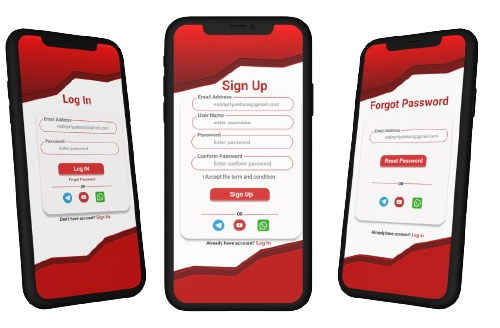 Log In
Email Address
nalinpriyankara@gmail.com
Password
Enter password
Log IN
Forgot Password
OR
Don't have account? Sign Up
Sign Up
Email Address
nalinpriyankara@gmail.com
User Name
enter username
Password
Enter password
Conform Password
Enter conform password
I Accept the term and condition
Sign Up
OR
Already have account? Log in
Forgot Password
Email Address
nalinpriyankara@gmail.com
Reset Password
OR
Already have account? Log in